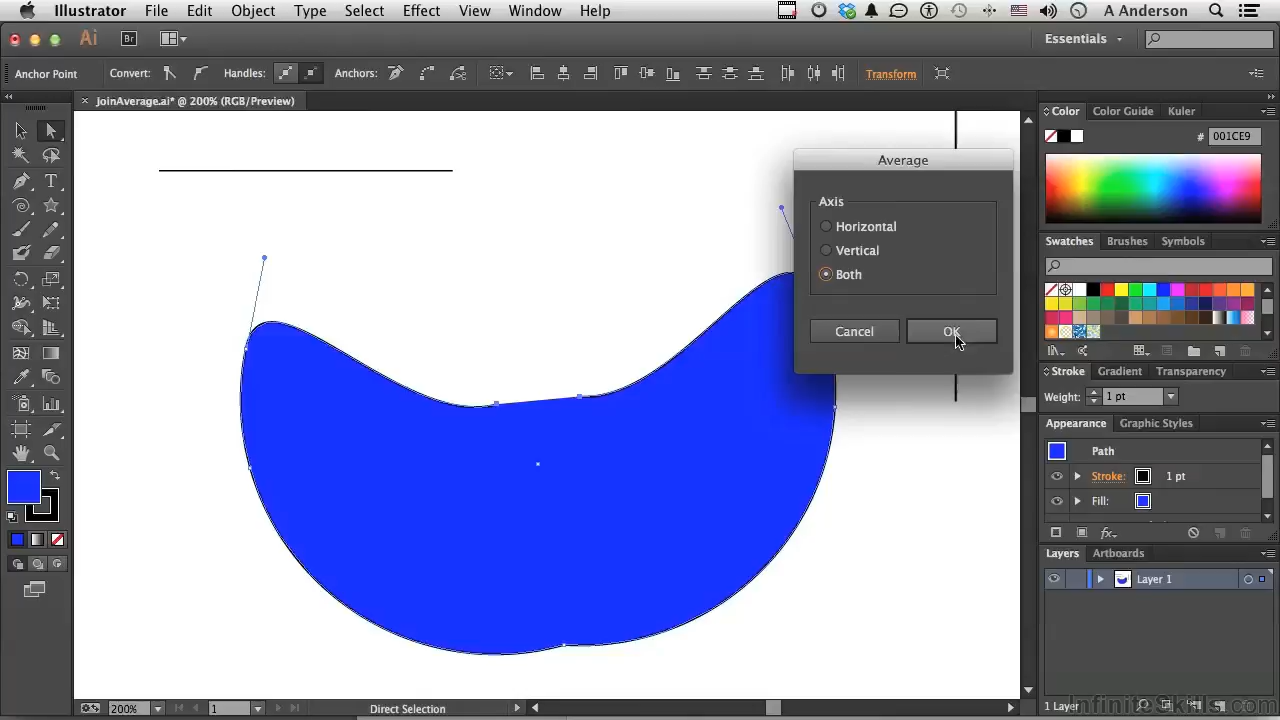 Illustrator File Edit Object Type Select Effect View Window Help A Anderson
Ai Br Essentials
Anchor Point Convert: Handles: Anchors: Transform
JoinAverage.ai* @ 200% (RGB/Preview)
Color Color Guide Kuler
# 001CE9
Average
Axis
Horizontal
Vertical
Both
Cancel OK
Swatches Brushes Symbols
Stroke Gradient Transparency
Weight: 1 pt
Appearance Graphic Styles
Path
Stroke: 1 pt
Fill:
Layers Artboards
Layer 1
1 Layer
200% 1 Direct Selection
InfiniteSkills.com